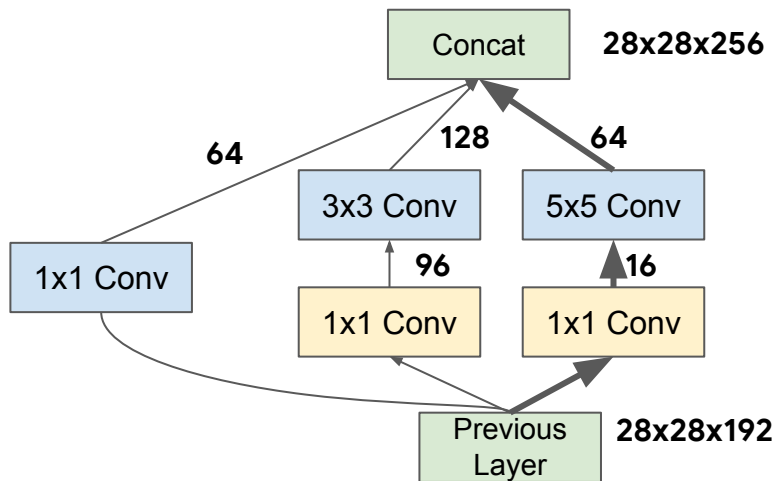 Concat
28x28x256
64
128
64
3x3 Conv
5x5 Conv
1x1 Conv
96
16
1x1 Conv
1x1 Conv
Previous
Layer
28x28x192